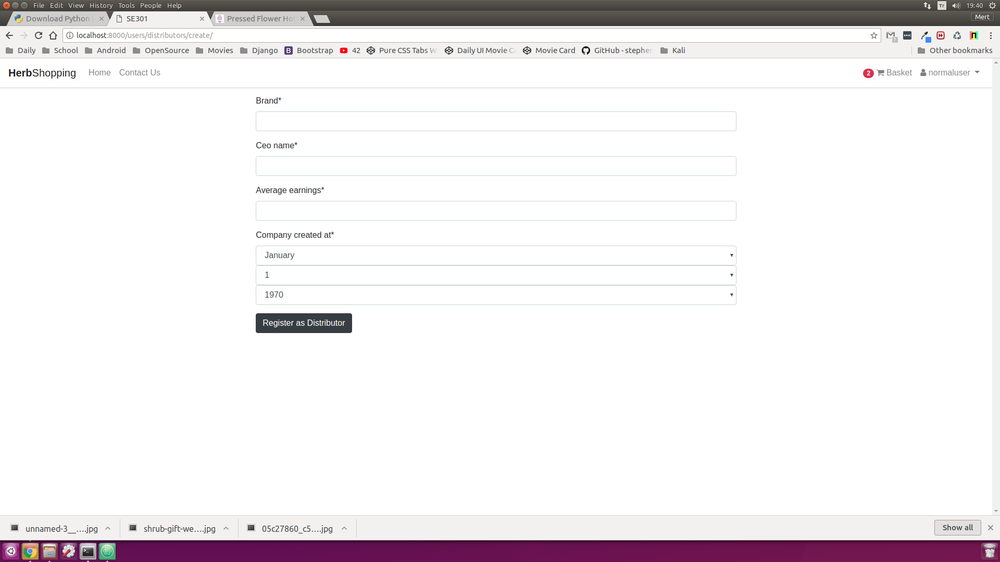 File Edit View History Tools People Help
Tr 19:40
Download Python
SE301
Pressed Flower Hol
Mert
localhost:8000/users/distributors/create/
Daily School Android OpenSource Movies Django Bootstrap 42 Pure CSS Tabs W Daily UI Movie Ca Movie Card GitHub - stephen Kali Other bookmarks
HerbShopping Home Contact Us 2 Basket normaluser
Brand*
Ceo name*
Average earnings*
Company created at*
January
1
1970
Register as Distributor
unnamed-3__....jpg shrub-gift-we....jpg 05c27860_c5....jpg Show all